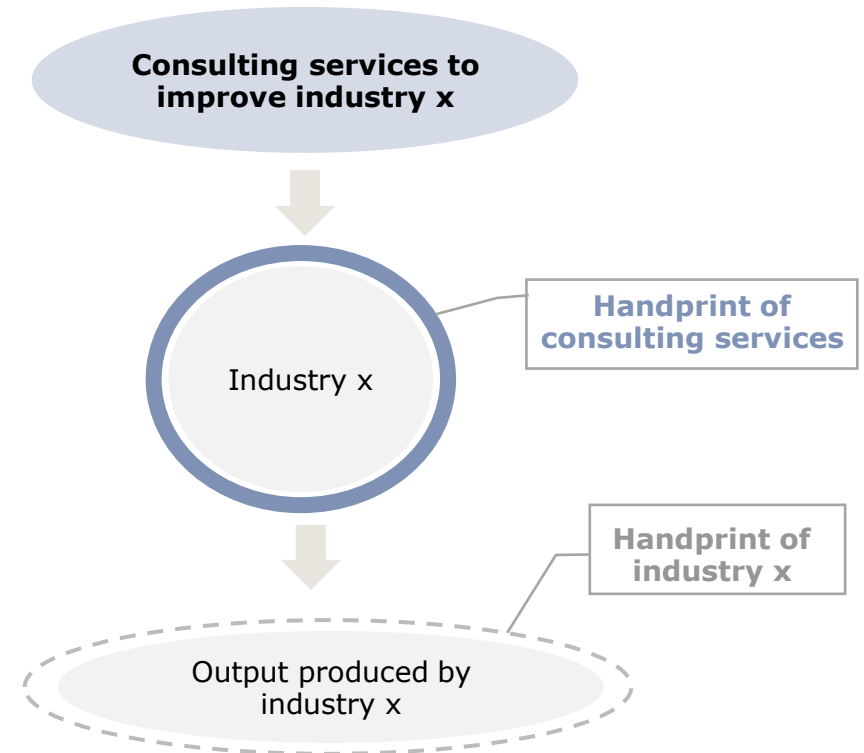 Consulting services to
improve industry x
Industry x
Handprint of
consulting services
Handprint of
industry x
Output produced by
industry x